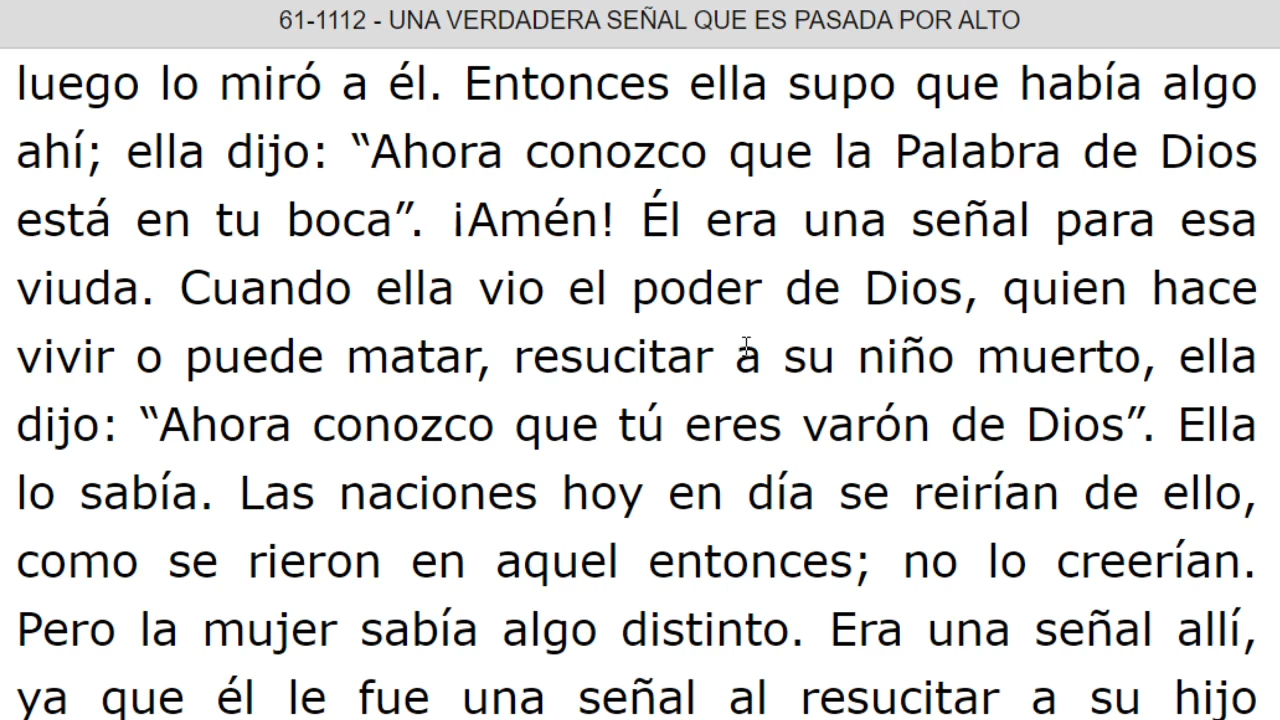 61-1112 - UNA VERDADERA SEÑAL QUE ES PASADA POR ALTO
luego lo miró a él. Entonces ella supo que había algo
ahí; ella dijo: “Ahora conozco que la Palabra de Dios
está en tu boca”. ¡Amén! Él era una señal para esa
viuda. Cuando ella vio el poder de Dios, quien hace
vivir o puede matar, resucitar a su niño muerto, ella
dijo: “Ahora conozco que tú eres varón de Dios”. Ella
lo sabía. Las naciones hoy en día se reirían de ello,
como se rieron en aquel entonces; no lo creerían.
Pero la mujer sabía algo distinto. Era una señal allí,
ya que él le fue una señal al resucitar a su hijo